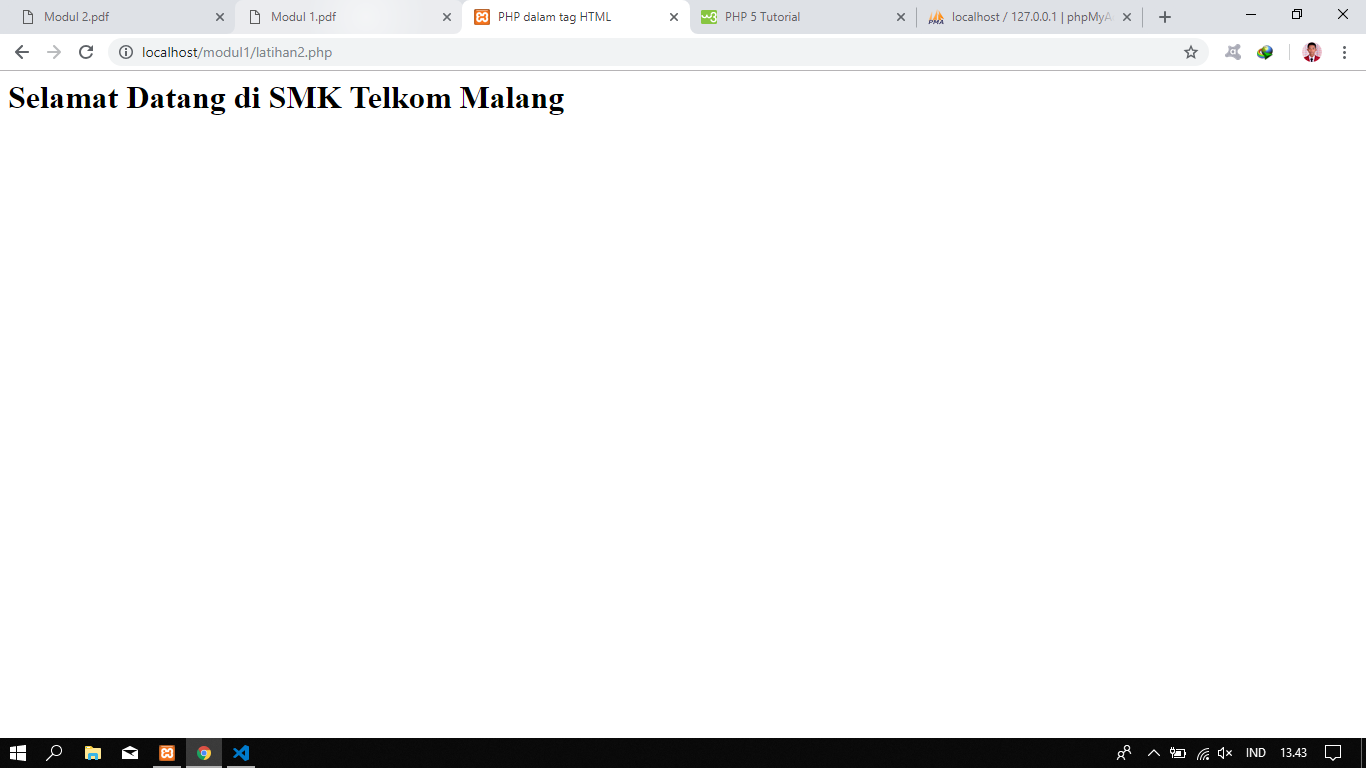 Modul 2.pdf
Modul 1.pdf
PHP dalam tag HTML
PHP 5 Tutorial
localhost / 127.0.0.1 | phpMyA
localhost/modul1/latihan2.php
Selamat Datang di SMK Telkom Malang
IND
13.43